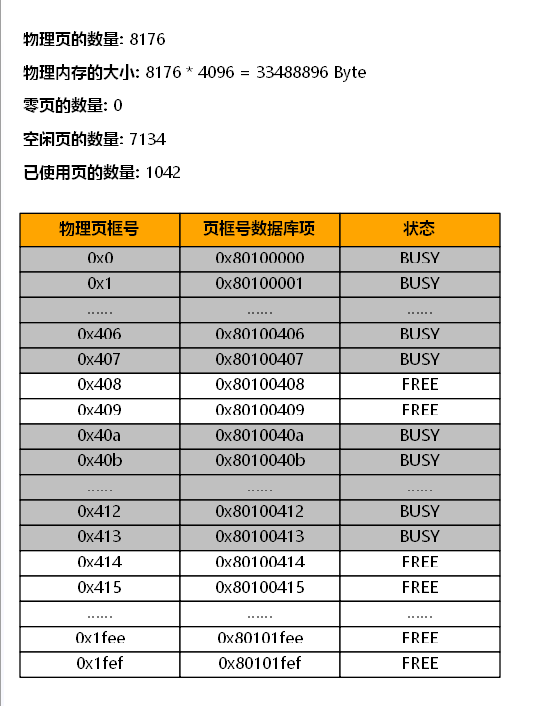 物理页的数量: 8176
物理内存的大小: 8176 * 4096 = 33488896 Byte
零页的数量: 0
空闲页的数量: 7134
已使用页的数量: 1042
物理页框号 页框号数据库项 状态
0x0 0x80100000 BUSY
0x1 0x80100001 BUSY
...... ...... ......
0x406 0x80100406 BUSY
0x407 0x80100407 BUSY
0x408 0x80100408 FREE
0x409 0x80100409 FREE
0x40a 0x8010040a BUSY
0x40b 0x8010040b BUSY
...... ...... ......
0x412 0x80100412 BUSY
0x413 0x80100413 BUSY
0x414 0x80100414 FREE
0x415 0x80100415 FREE
...... ...... ......
0x1fee 0x80101fee FREE
0x1fef 0x80101fef FREE